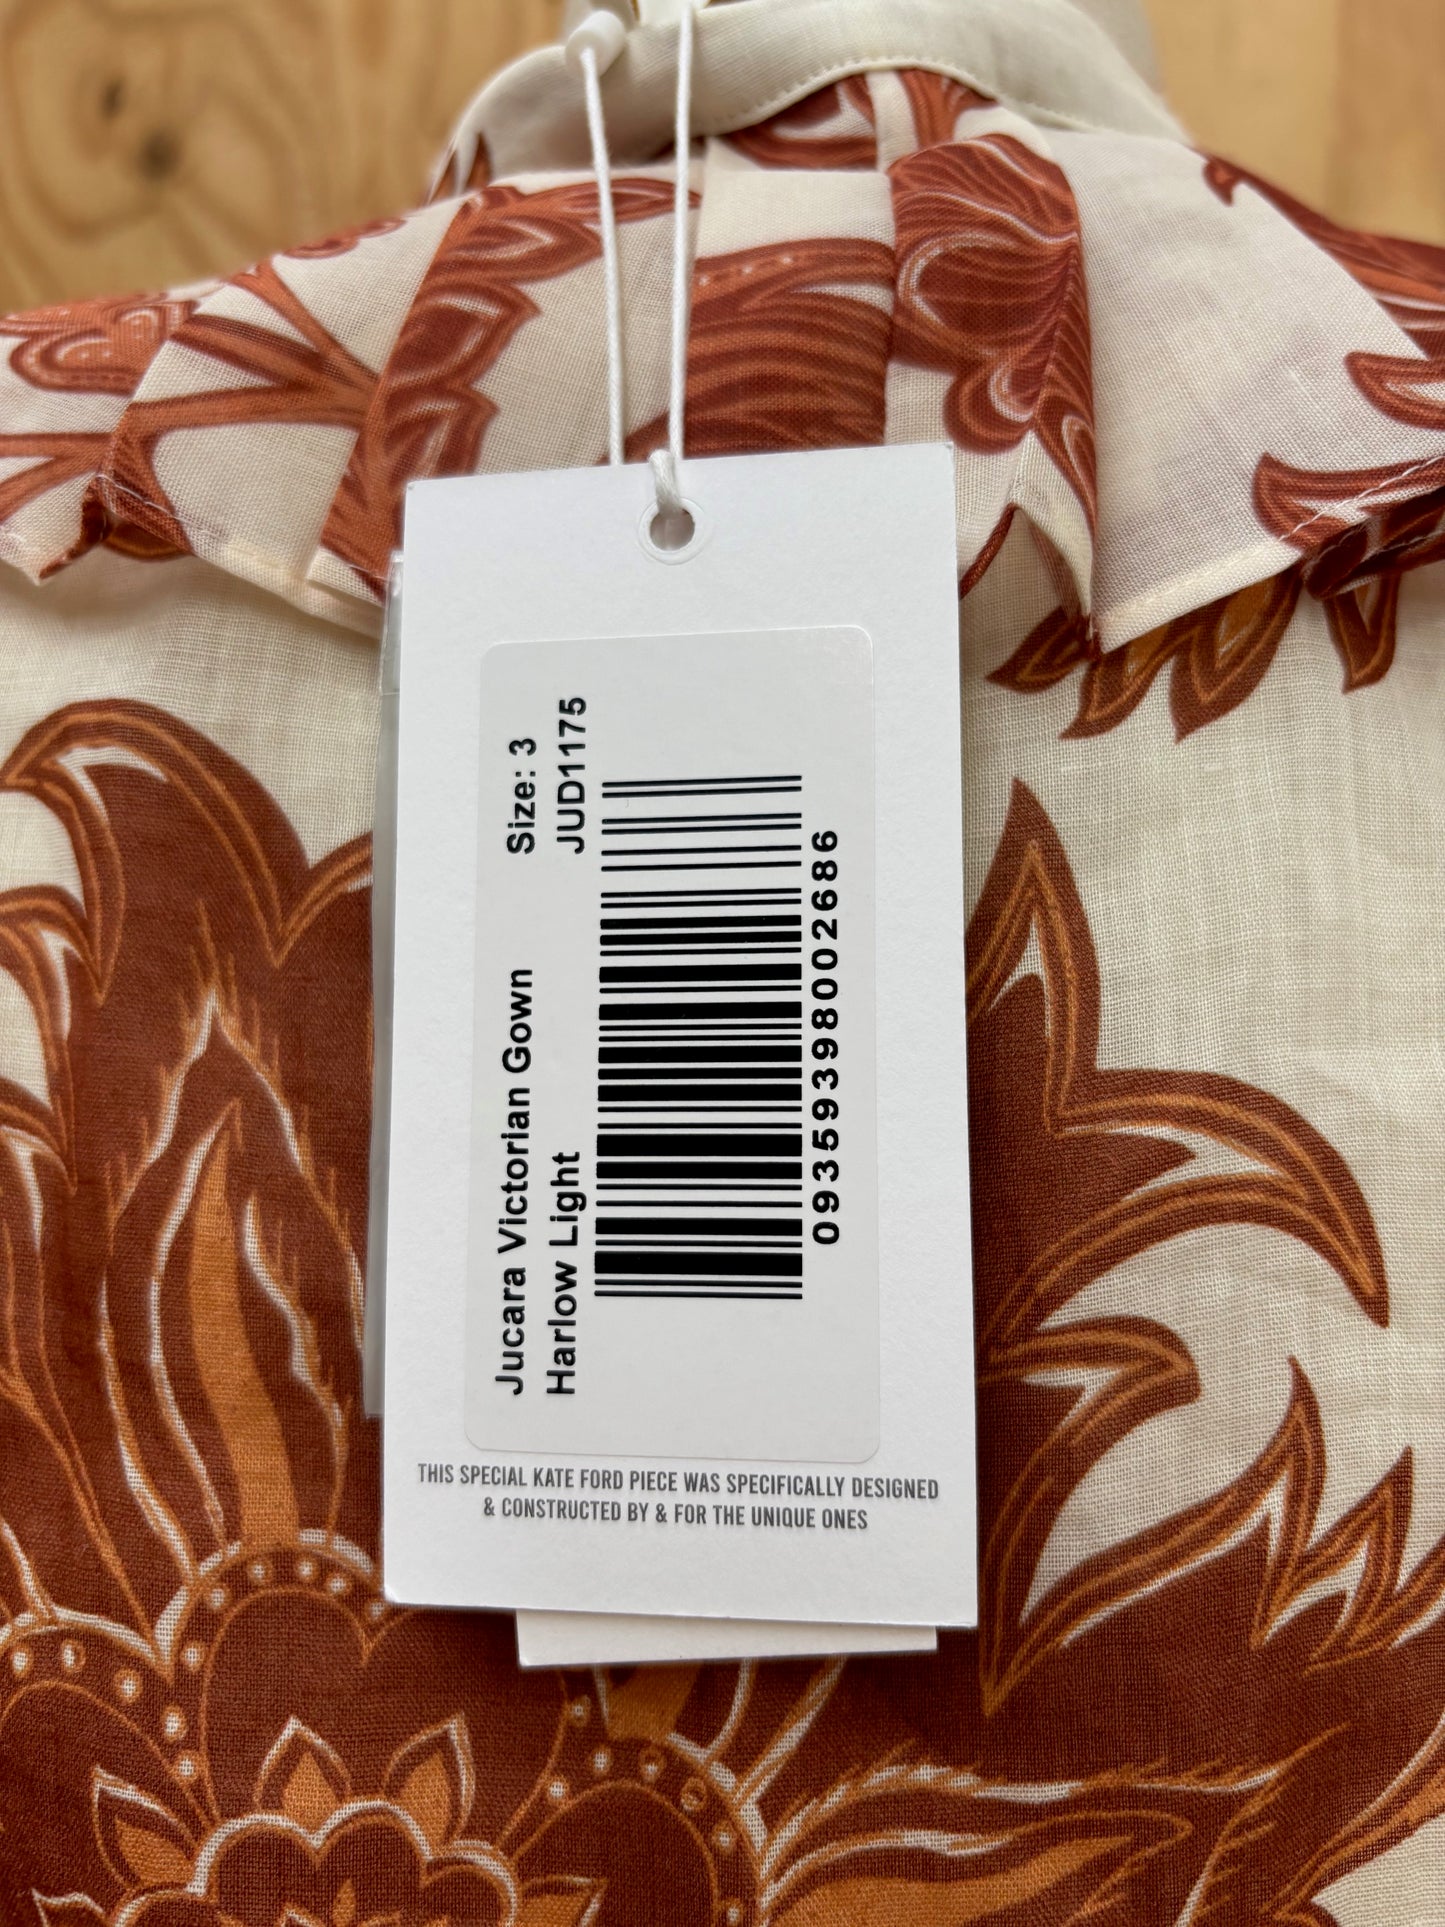 Jucara Victorian Gown Size: 3
Harlow Light JUD1175
09359398002686
THIS SPECIAL KATE FORD PIECE WAS SPECIFICALLY DESIGNED
& CONSTRUCTED BY & FOR THE UNIQUE ONES